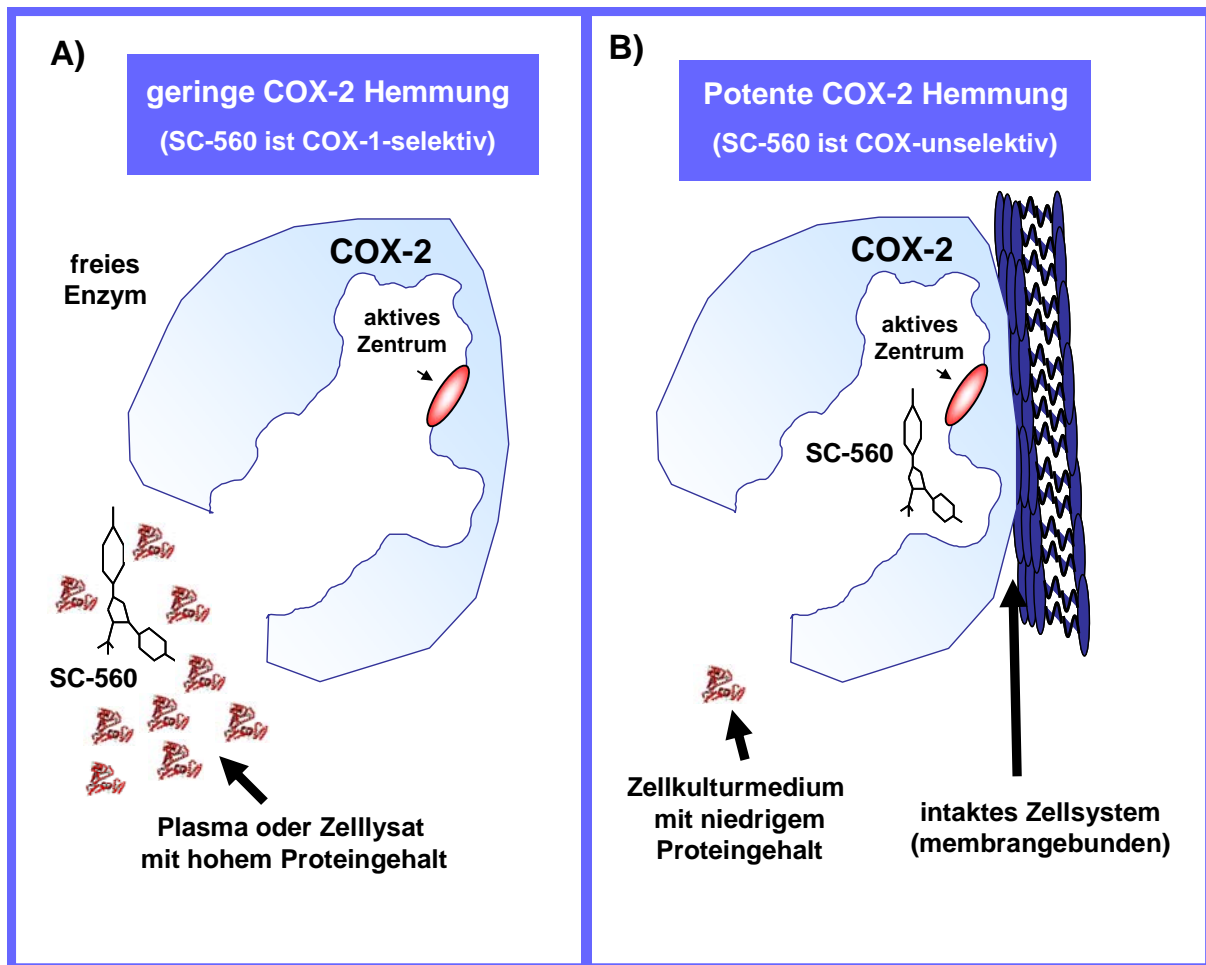 A)
geringe COX-2 Hemmung
(SC-560 ist COX-1-selektiv)
freies
Enzym
COX-2
aktives
Zentrum
SC-560
Plasma oder Zelllysat
mit hohem Proteingehalt
B)
Potente COX-2 Hemmung
(SC-560 ist COX-unselektiv)
COX-2
aktives
Zentrum
SC-560
Zellkulturmedium
mit niedrigem
Proteingehalt
intaktes Zellsystem
(membrangebunden)